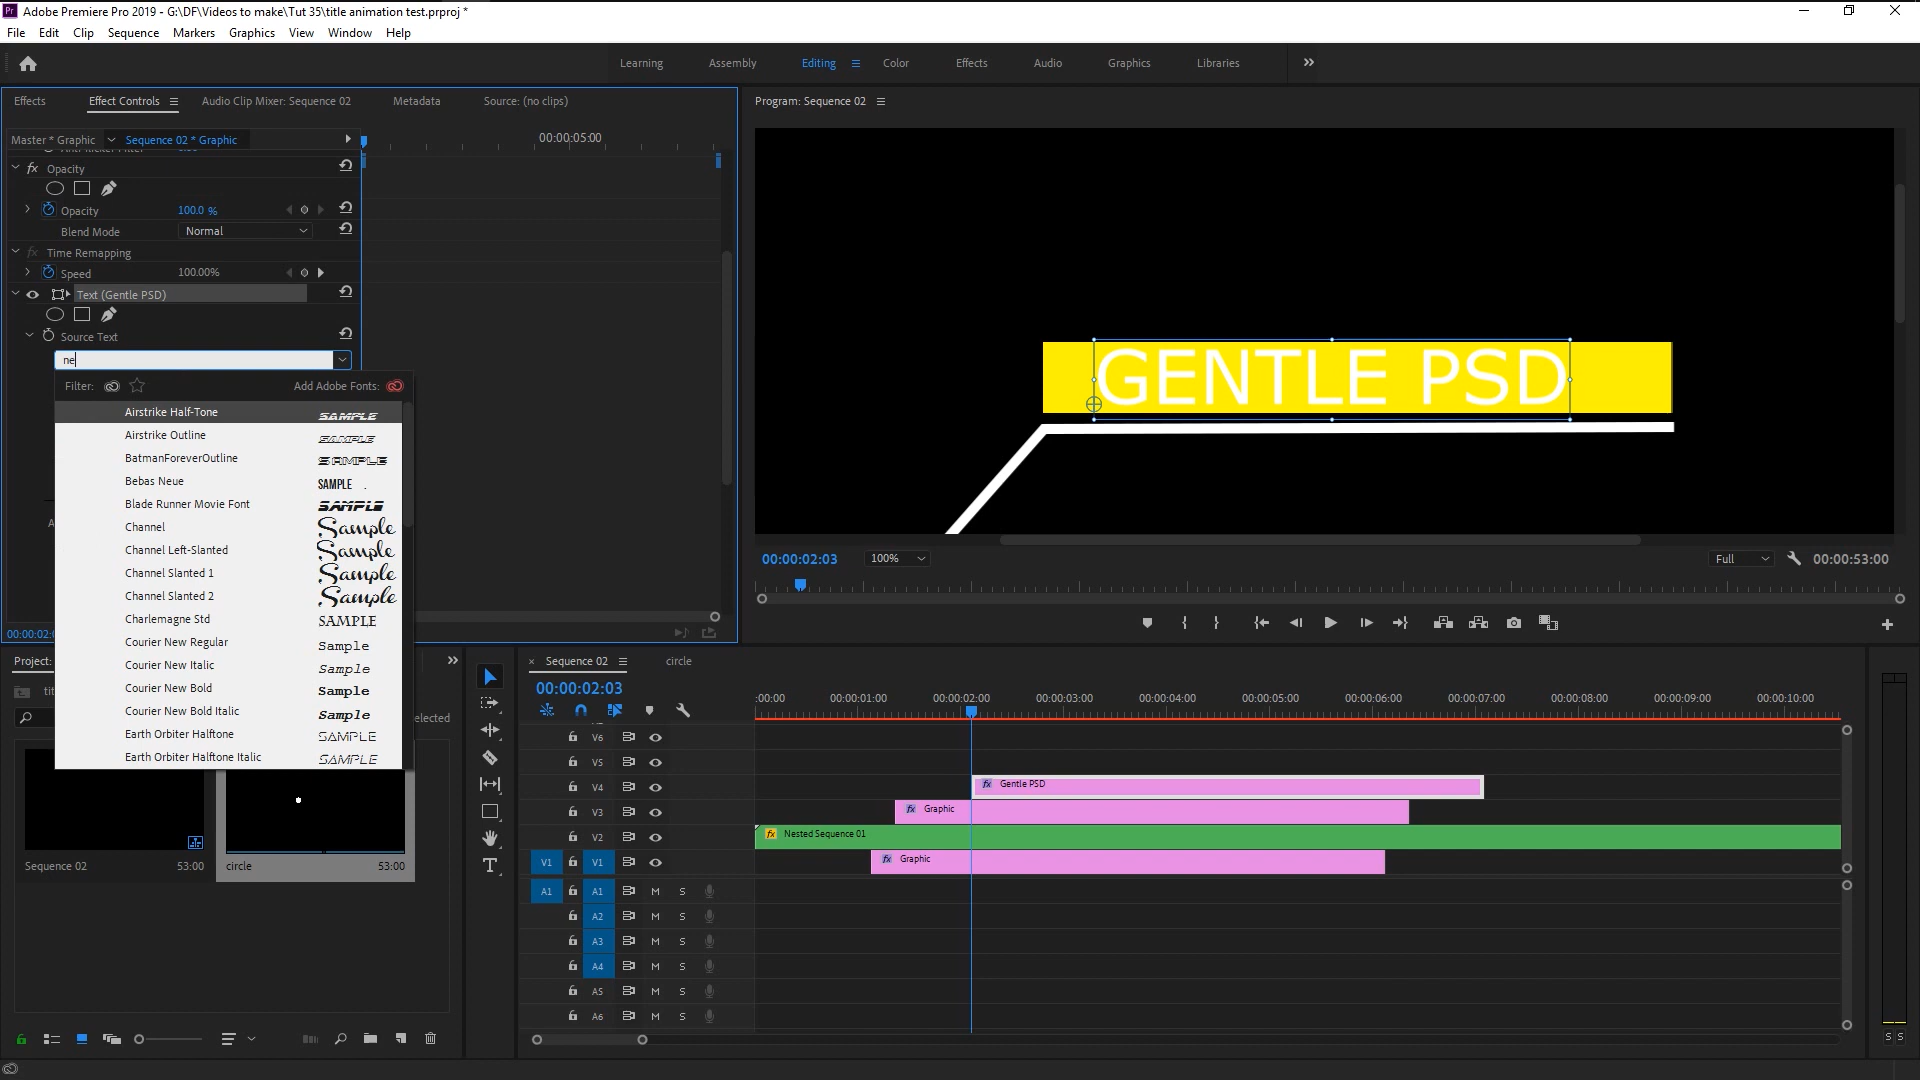 Adobe Premiere Pro 2019 - G:\DF\Videos to make\Tut 35\title animation test.prproj *
File Edit Clip Sequence Markers Graphics View Window Help
Learning Assembly Editing Color Effects Audio Graphics Libraries
Effects Effect Controls Audio Clip Mixer: Sequence 02 Metadata Source: (no clips)
Master * Graphic Sequence 02 * Graphic
00:00:05:00
fx Opacity
Opacity 100.0 %
Blend Mode Normal
fx Time Remapping
Speed 100.00%
Text (Gentle PSD)
Source Text
ne
Filter: Add Adobe Fonts:
Airstrike Half-Tone SAMPLE
Airstrike Outline SAMPLE
BatmanForeverOutline SAMPLE
Bebas Neue SAMPLE
Blade Runner Movie Font SAMPLE
Channel Sample
Channel Left-Slanted Sample
Channel Slanted 1 Sample
Channel Slanted 2 Sample
Charlemagne Std SAMPLE
Courier New Regular Sample
Courier New Italic Sample
Courier New Bold Sample
Courier New Bold Italic Sample
Earth Orbiter Halftone SAMPLE
Earth Orbiter Halftone Italic SAMPLE
Program: Sequence 02
GENTLE PSD
00:00:02:03 100% Full 00:00:53:00
Project:
Sequence 02 53:00
circle 53:00
Sequence 02 circle
00:00:02:03
:00:00 00:00:01:00 00:00:02:00 00:00:03:00 00:00:04:00 00:00:05:00 00:00:06:00 00:00:07:00 00:00:08:00 00:00:09:00 00:00:10:00
V6
V5
V4 fx Gentle PSD
V3 fx Graphic
V2 fx Nested Sequence 01
V1 V1 fx Graphic
A1 A1 M S
A2 M S
A3 M S
A4 M S
A5 M S
A6 M S
S S